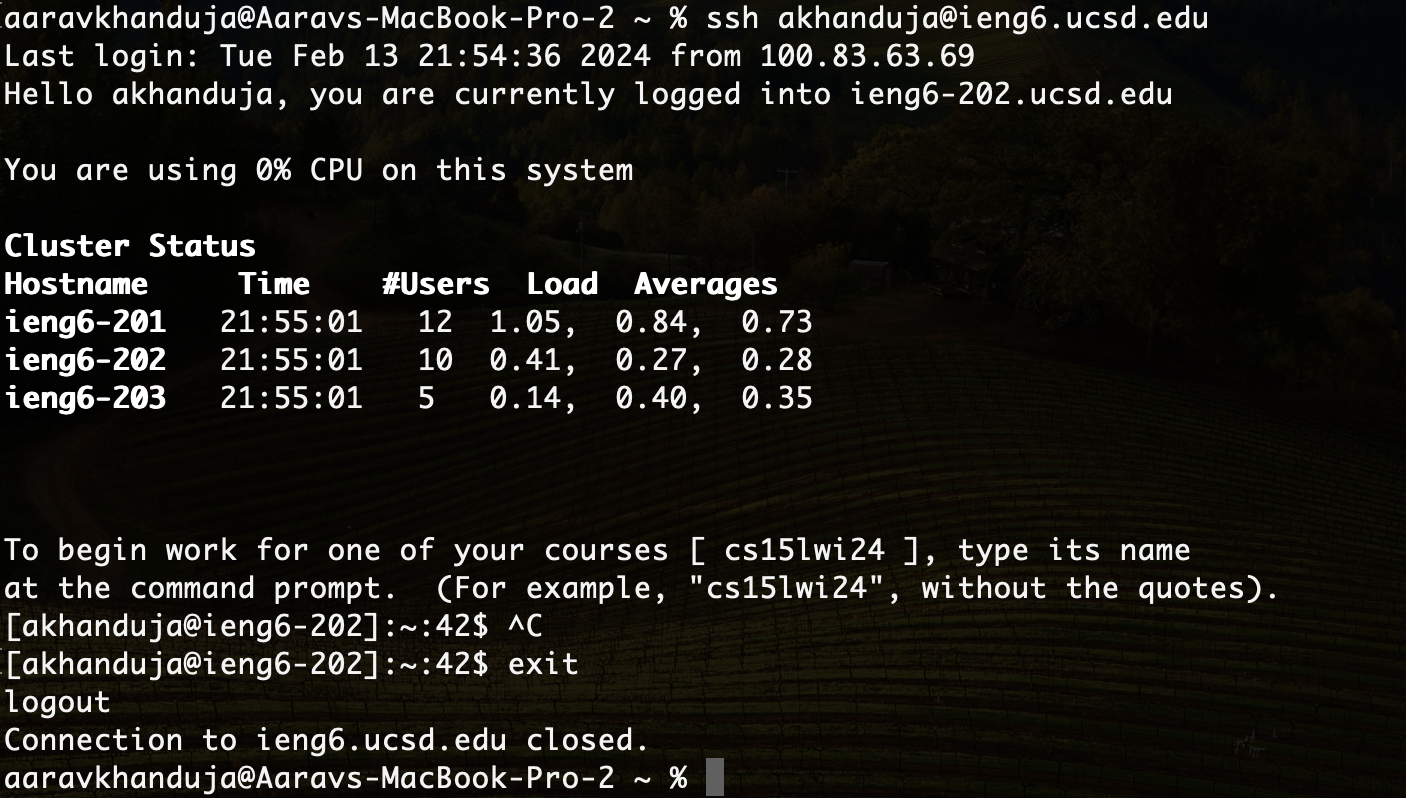 aaravkhanduja@Aaravs-MacBook-Pro-2 ~ % ssh akhanduja@ieng6.ucsd.edu
Last login: Tue Feb 13 21:54:36 2024 from 100.83.63.69
Hello akhanduja, you are currently logged into ieng6-202.ucsd.edu
You are using 0% CPU on this system
Cluster Status
Hostname     Time    #Users  Load  Averages
ieng6-201   21:55:01   12  1.05,  0.84,  0.73
ieng6-202   21:55:01   10  0.41,  0.27,  0.28
ieng6-203   21:55:01   5   0.14,  0.40,  0.35
To begin work for one of your courses [ cs15lwi24 ], type its name
at the command prompt.  (For example, "cs15lwi24", without the quotes).
[akhanduja@ieng6-202]:~:42$ ^C
[akhanduja@ieng6-202]:~:42$ exit
logout
Connection to ieng6.ucsd.edu closed.
aaravkhanduja@Aaravs-MacBook-Pro-2 ~ %